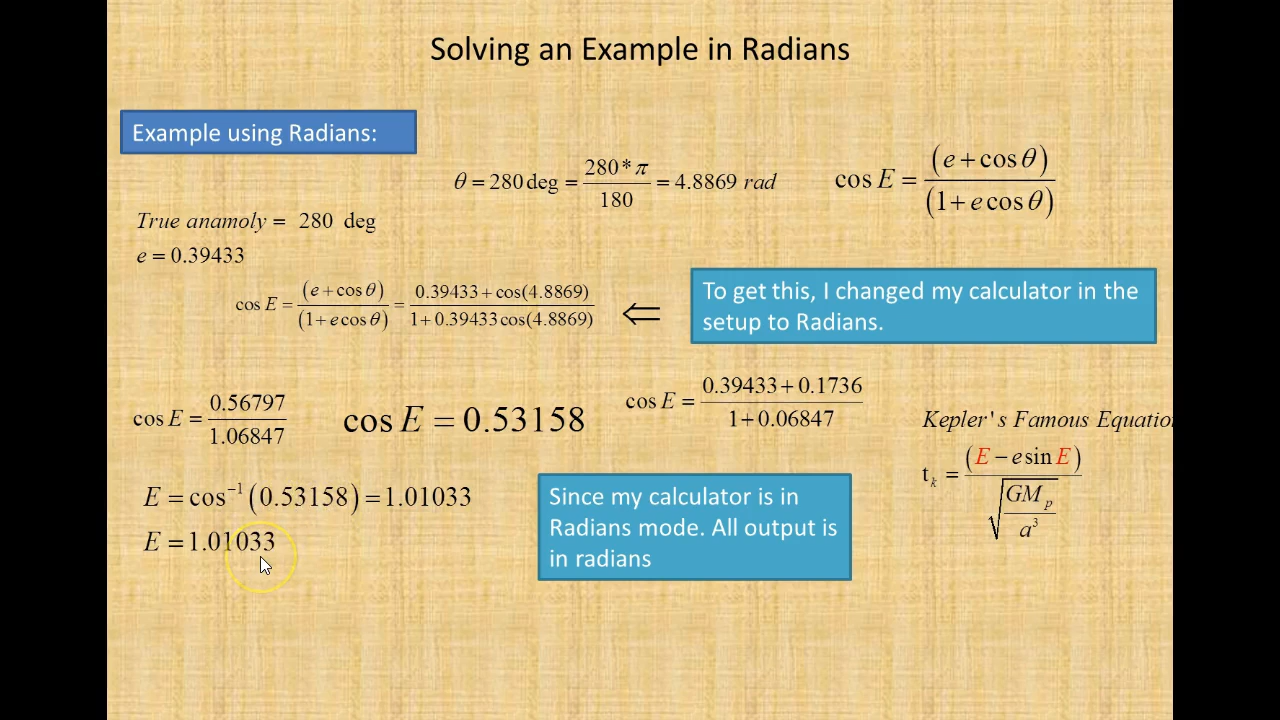 Solving an Example in Radians
Example using Radians:
θ = 280 deg = (280 * π)/180 = 4.8869 rad
cos E = (e + cos θ)/(1 + e cos θ)
True anamoly = 280 deg
e = 0.39433
cos E = (e + cos θ)/(1 + e cos θ) = (0.39433 + cos(4.8869))/(1 + 0.39433 cos(4.8869))
⇐
To get this, I changed my calculator in the
setup to Radians.
cos E = 0.56797/1.06847
cos E = 0.53158
cos E = (0.39433 + 0.1736)/(1 + 0.06847)
Kepler's Famous Equatio
t_k = (E − e sin E)/√(GM_p/a³)
E = cos⁻¹(0.53158) = 1.01033
E = 1.01033
Since my calculator is in
Radians mode. All output is
in radians